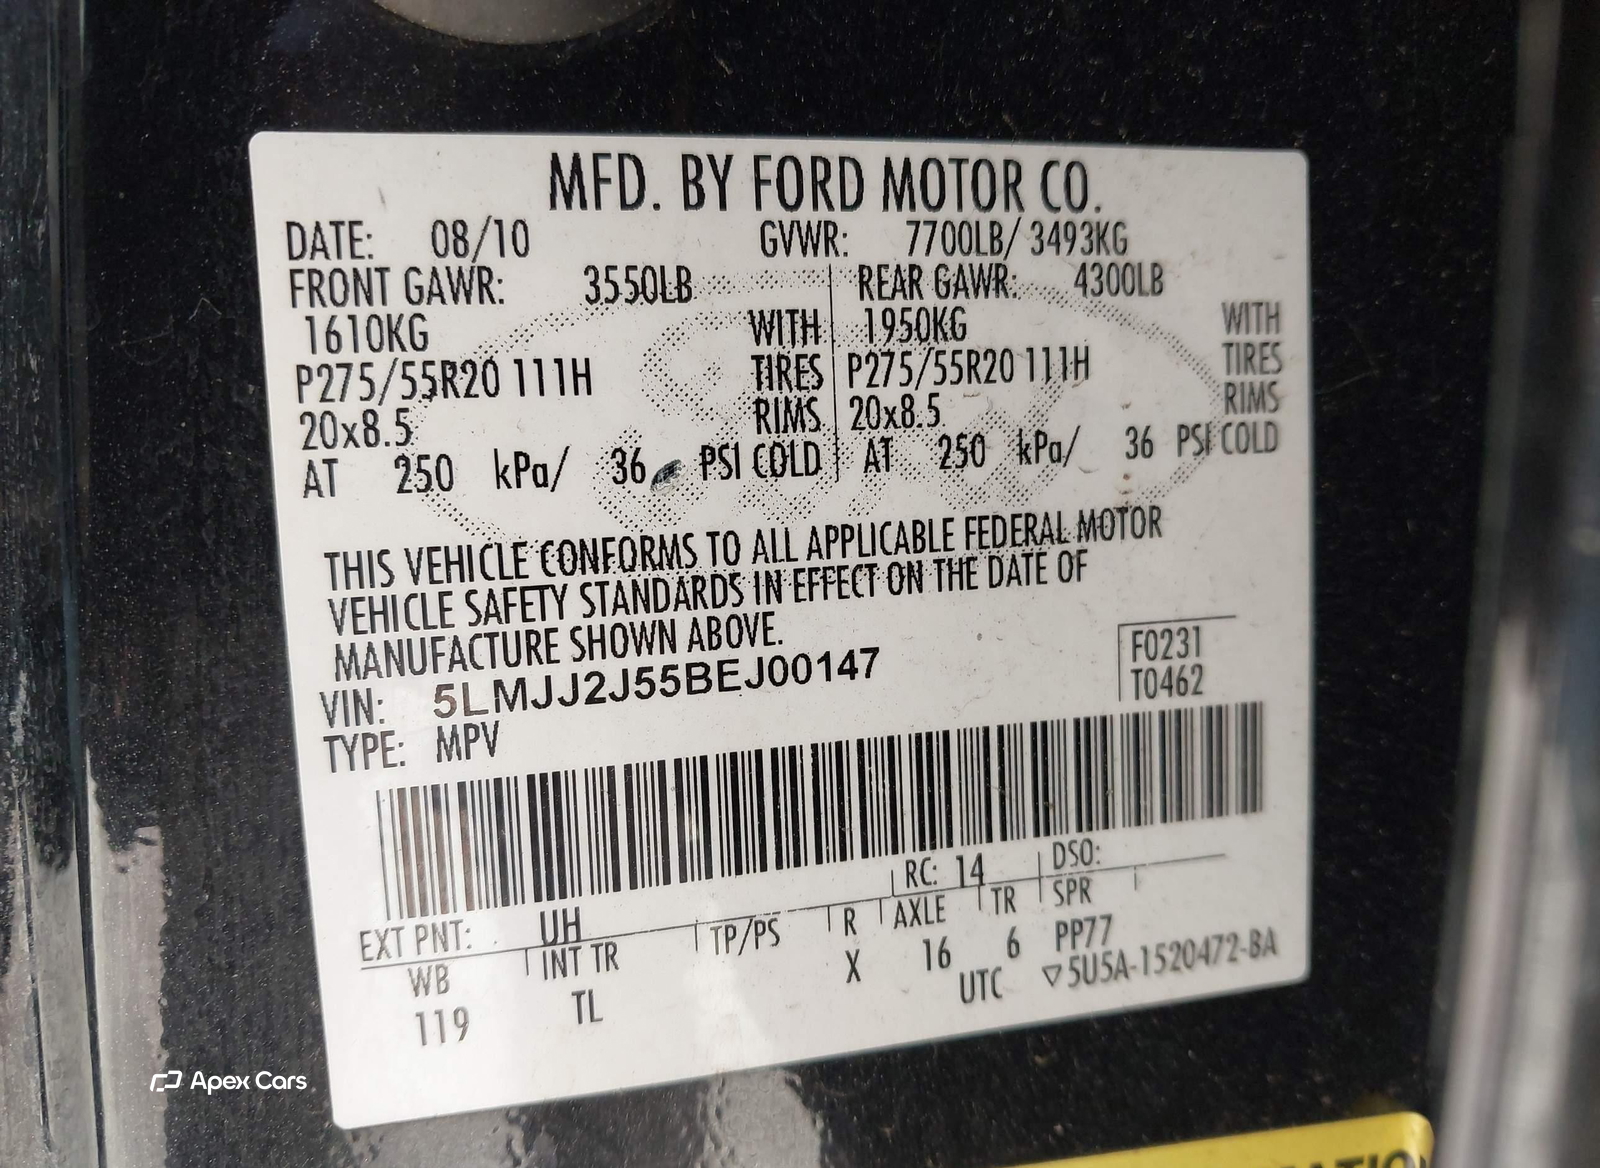 MFD. BY FORD MOTOR CO.
DATE: 08/10 GVWR: 7700LB/ 3493KG
FRONT GAWR: 3550LB REAR GAWR: 4300LB
1610KG WITH 1950KG WITH
P275/55R20 111H TIRES P275/55R20 111H TIRES
20x8.5 RIMS 20x8.5 RIMS
AT 250 kPa/ 36 PSI COLD AT 250 kPa/ 36 PSI COLD
THIS VEHICLE CONFORMS TO ALL APPLICABLE FEDERAL MOTOR
VEHICLE SAFETY STANDARDS IN EFFECT ON THE DATE OF
MANUFACTURE SHOWN ABOVE.
F0231
VIN: 5LMJJ2J55BEJ00147
T0462
TYPE: MPV
RC: 14 DSO:
EXT PNT: UH
WB INT TR TP/PS R AXLE TR SPR
119 TL X 16 6 PP77
UTC ▽5U5A-1520472-BA
Apex Cars